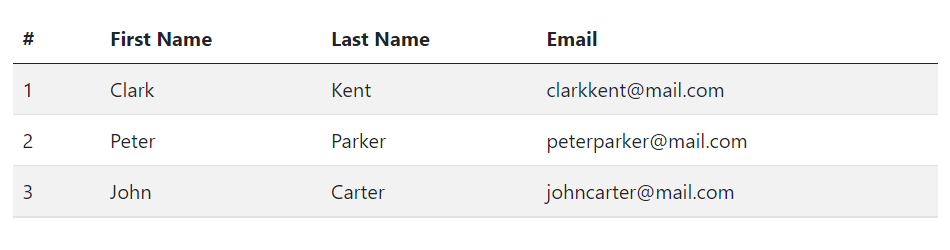 # First Name Last Name Email
1 Clark Kent clarkkent@mail.com
2 Peter Parker peterparker@mail.com
3 John Carter johncarter@mail.com